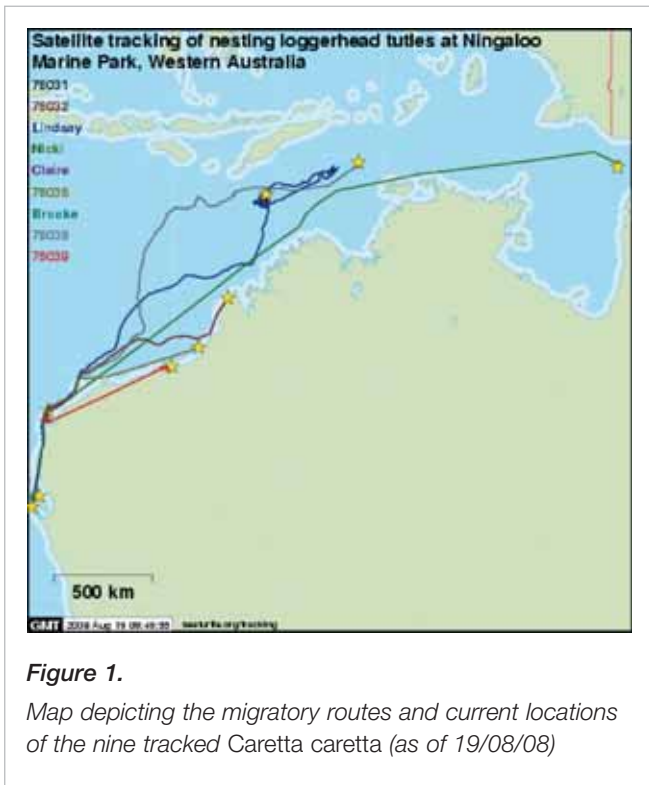 Satellite tracking of nesting loggerhead tutles at Ningaloo
Marine Park, Western Australia
Lindsay
Nicki
Claire
Brooke
500 km
GMT
Figure 1.
Map depicting the migratory routes and current locations
of the nine tracked Caretta caretta (as of 19/08/08)